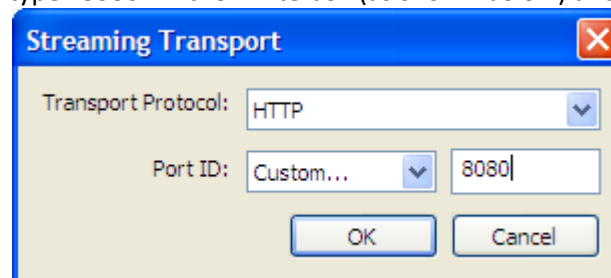 Streaming Transport
Transport Protocol: HTTP
Port ID: Custom... 8080
OK Cancel